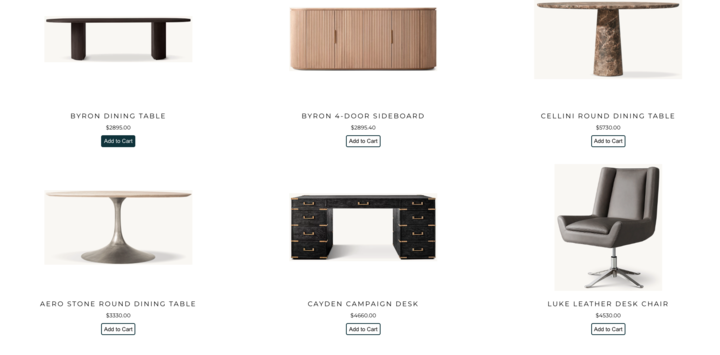 BYRON DINING TABLE
$2895.00
Add to Cart
BYRON 4-DOOR SIDEBOARD
$2895.40
Add to Cart
CELLINI ROUND DINING TABLE
$5730.00
Add to Cart
AERO STONE ROUND DINING TABLE
$3330.00
Add to Cart
CAYDEN CAMPAIGN DESK
$4660.00
Add to Cart
LUKE LEATHER DESK CHAIR
$4530.00
Add to Cart